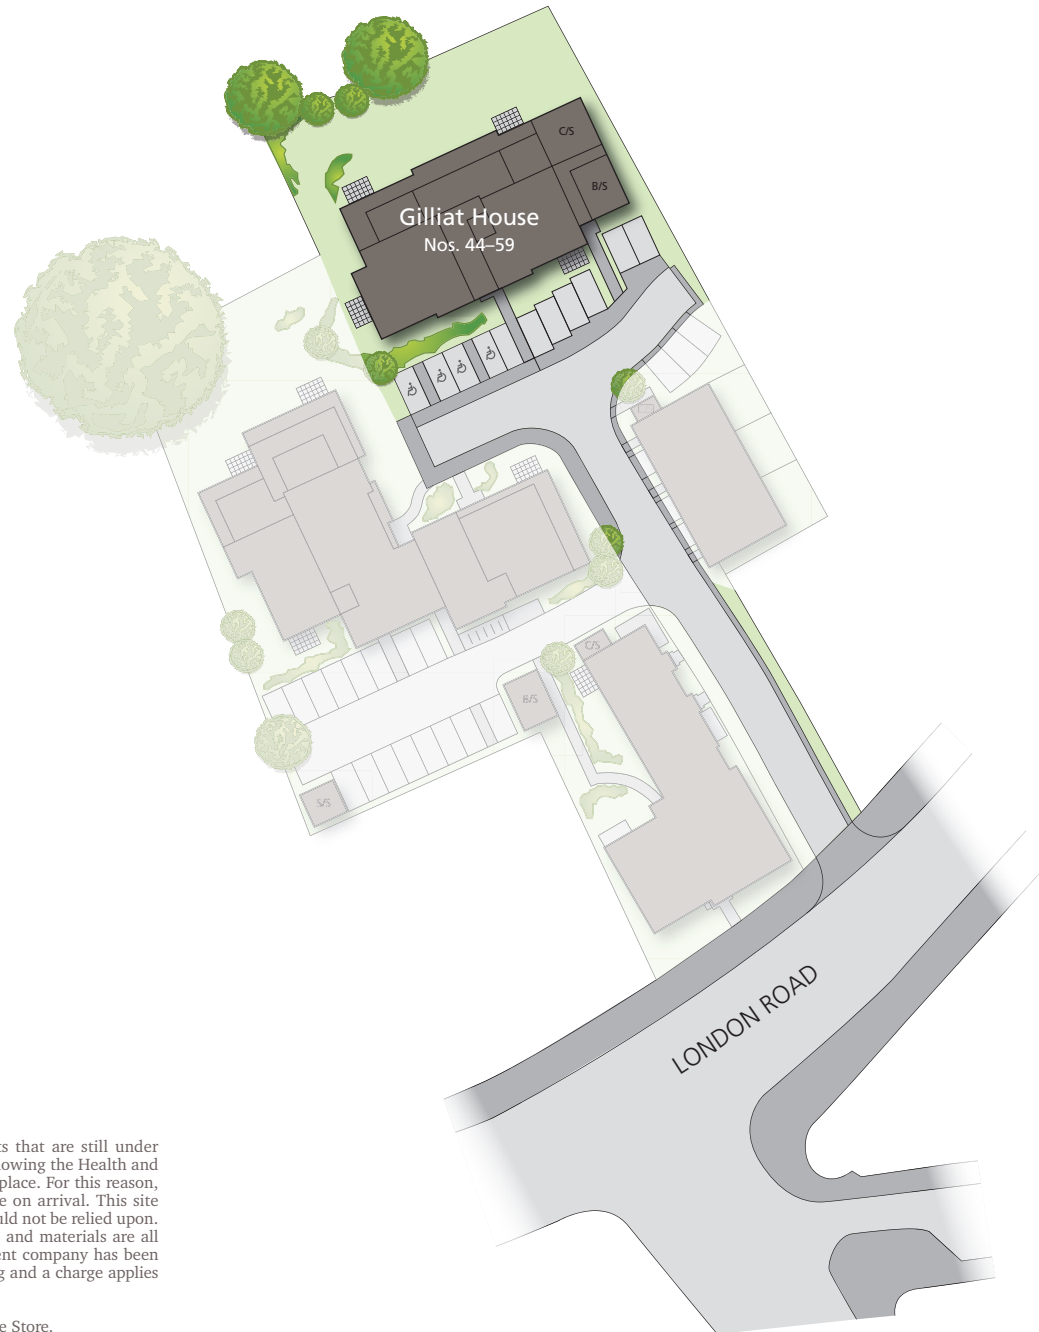 C/S
B/S
Gilliat House
Nos. 44–59
C/S
B/S
S/S
LONDON ROAD
that are still under
owing the Health and
place. For this reason,
e on arrival. This site
uld not be relied upon.
and materials are all
ent company has been
g and a charge applies
e Store.